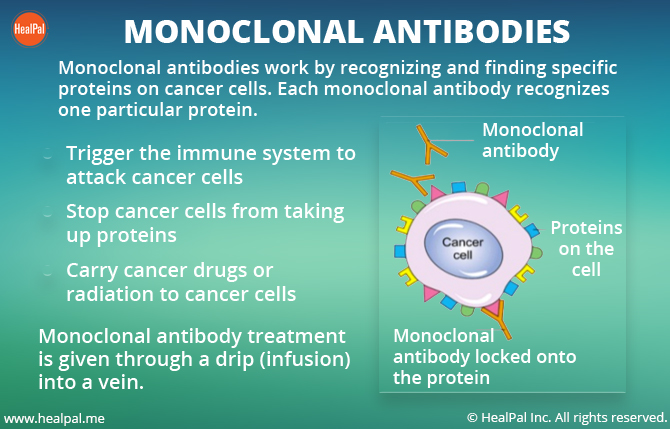 HealPal
MONOCLONAL ANTIBODIES
Monoclonal antibodies work by recognizing and finding specific
proteins on cancer cells. Each monoclonal antibody recognizes
one particular protein.
Trigger the immune system to
attack cancer cells
Stop cancer cells from taking
up proteins
Carry cancer drugs or
radiation to cancer cells
Monoclonal antibody treatment
is given through a drip (infusion)
into a vein.
Monoclonal
antibody
Proteins
on the
cell
Cancer
cell
Monoclonal
antibody locked onto
the protein
www.healpal.me
© HealPal Inc. All rights reserved.